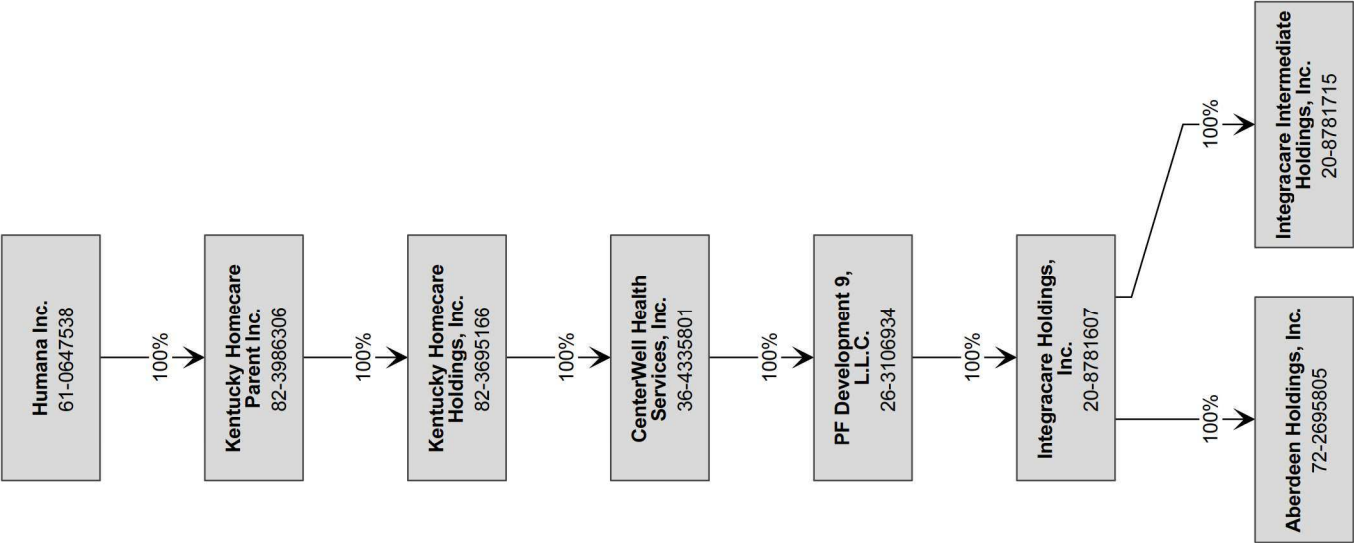 Humana Inc.
61-0647538
100%
Kentucky Homecare
Parent Inc.
82-3986306
100%
Kentucky Homecare
Holdings, Inc.
82-3695166
100%
CenterWell Health
Services, Inc.
36-4335801
100%
PF Development 9,
L.L.C.
26-3106934
100%
Integracare Holdings,
Inc.
20-8781607
100%
100%
Aberdeen Holdings, Inc.
72-2695805
Integracare Intermediate
Holdings, Inc.
20-8781715